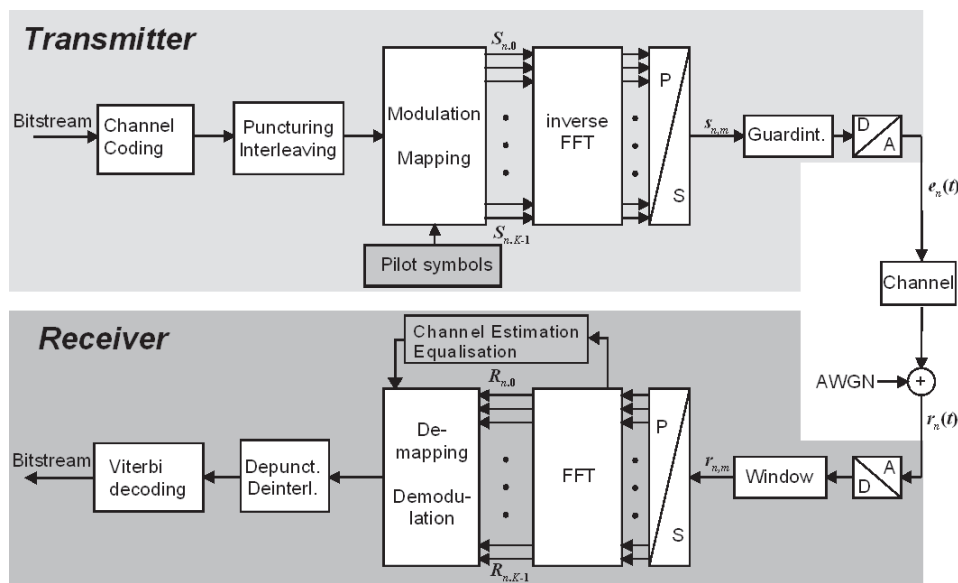 Transmitter
Bitstream
Channel
Coding
Puncturing
Interleaving
Modulation
Mapping
Pilot symbols
S_{n.0}
S_{n.K-1}
inverse
FFT
P
S
s_{n,m}
Guardint.
D
A
e_n(t)
Channel
AWGN
+
r_n(t)
Receiver
Channel Estimation
Equalisation
A
D
Window
r_{n,m}
P
S
FFT
R_{n.0}
R_{n.K-1}
De-
mapping
Demodu-
lation
Depunct.
Deinterl.
Viterbi
decoding
Bitstream